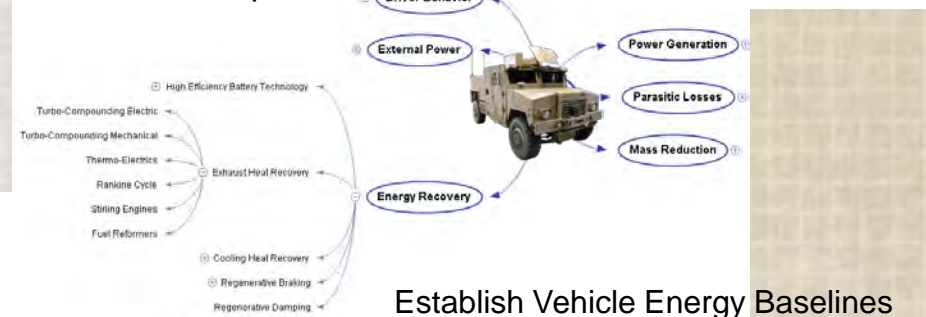 Driver Behavior
External Power
Power Generation
Parasitic Losses
Mass Reduction
High Efficiency Battery Technology
Turbo-Compounding Electric
Turbo-Compounding Mechanical
Thermo-Electrics
Rankine Cycle
Stirling Engines
Fuel Reformers
Exhaust Heat Recovery
Energy Recovery
Cooling Heat Recovery
Regenerative Braking
Regenerative Damping
Establish Vehicle Energy Baselines